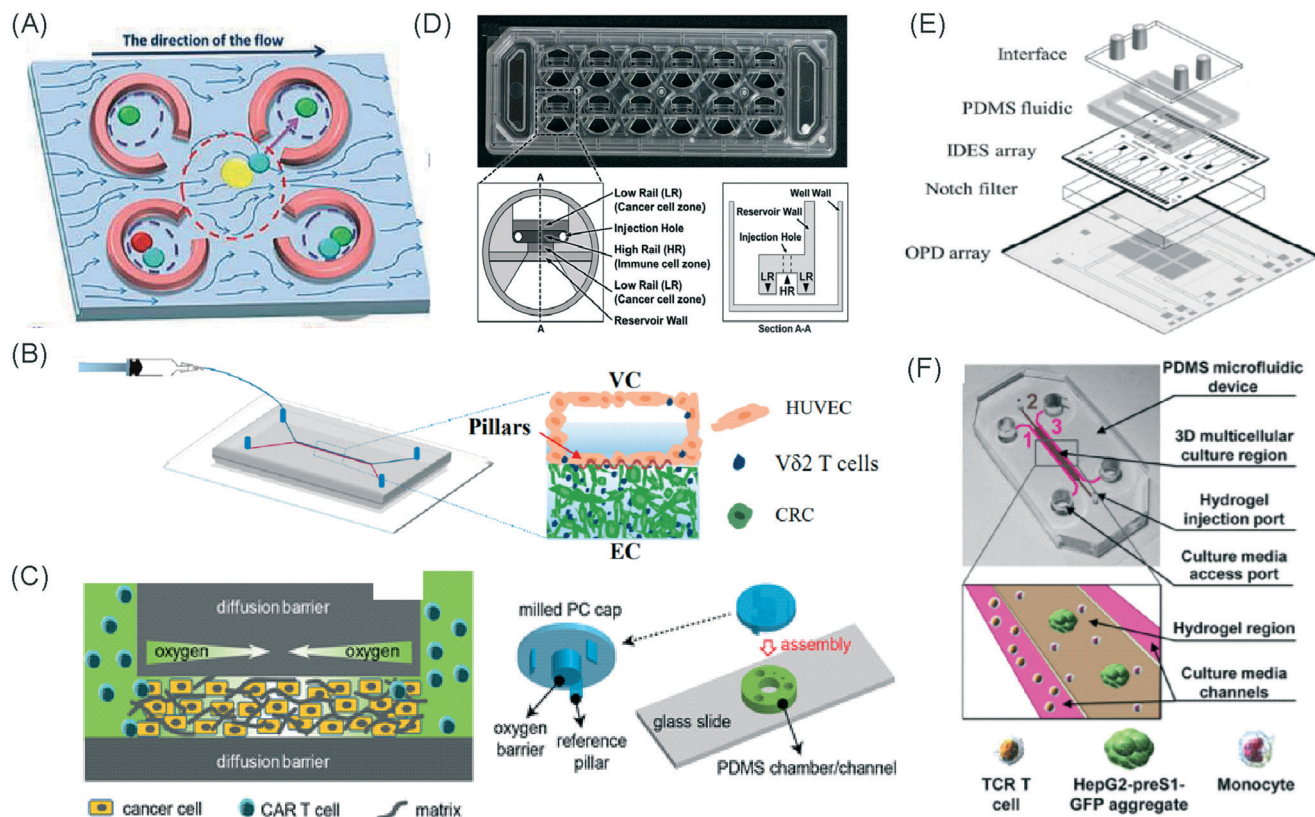 (A)
The direction of the flow
(B)
VC
Pillars
HUVEC
Vδ2 T cells
CRC
EC
(C)
diffusion barrier
oxygen
oxygen
diffusion barrier
cancer cell
CAR T cell
matrix
milled PC cap
assembly
oxygen
barrier
reference
pillar
glass slide
PDMS chamber/channel
(D)
A
Low Rail (LR)
(Cancer cell zone)
Injection Hole
High Rail (HR)
(Immune cell zone)
Low Rail (LR)
(Cancer cell zone)
Reservoir Wall
A
Well Wall
Reservoir Wall
Injection Hole
LR
HR
LR
Section A-A
(E)
Interface
PDMS fluidic
IDES array
Notch filter
OPD array
(F)
2
1
3
PDMS microfluidic
device
3D multicellular
culture region
Hydrogel
injection port
Culture media
access port
Hydrogel region
Culture media
channels
TCR T
cell
HepG2-preS1-
GFP aggregate
Monocyte